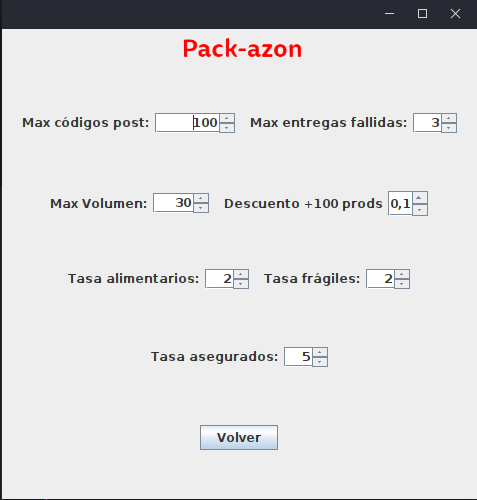 Pack-azon
Max códigos post: 100 Max entregas fallidas: 3
Max Volumen: 30 Descuento +100 prods 0,1
Tasa alimentarios: 2 Tasa frágiles: 2
Tasa asegurados: 5
Volver